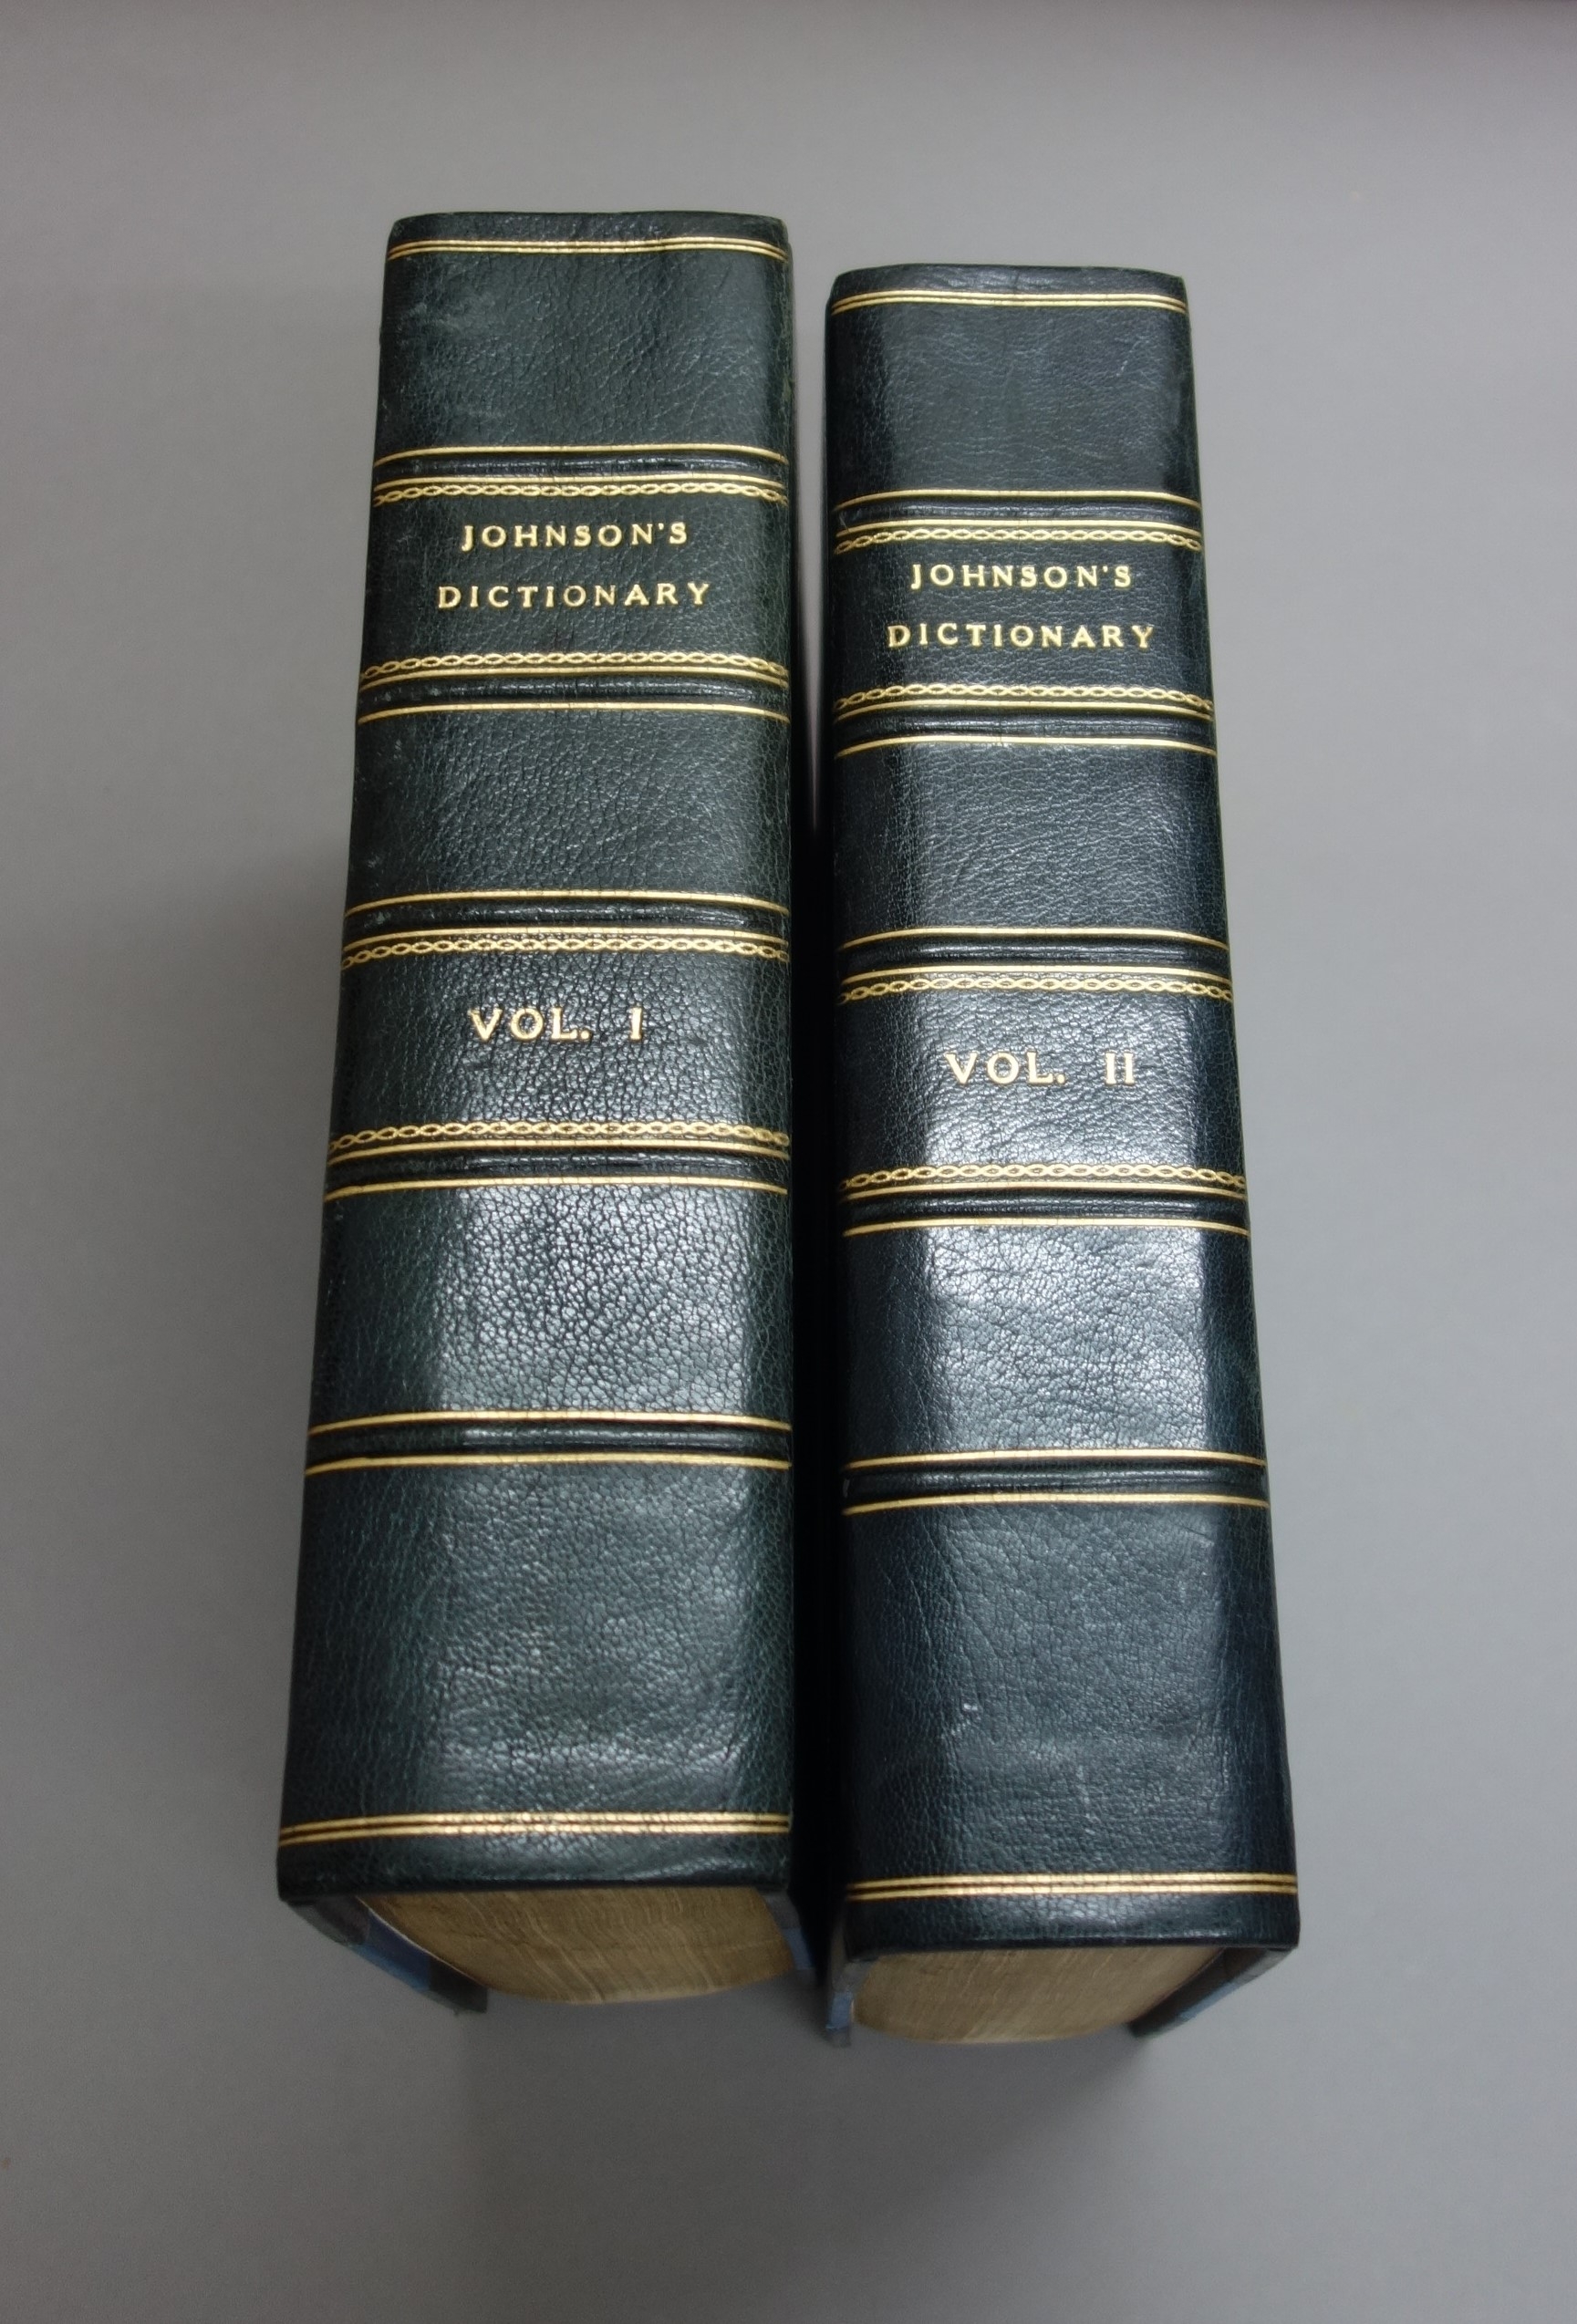 JOHNSON'S
DICTIONARY
VOL. I
JOHNSON'S
DICTIONARY
VOL. II